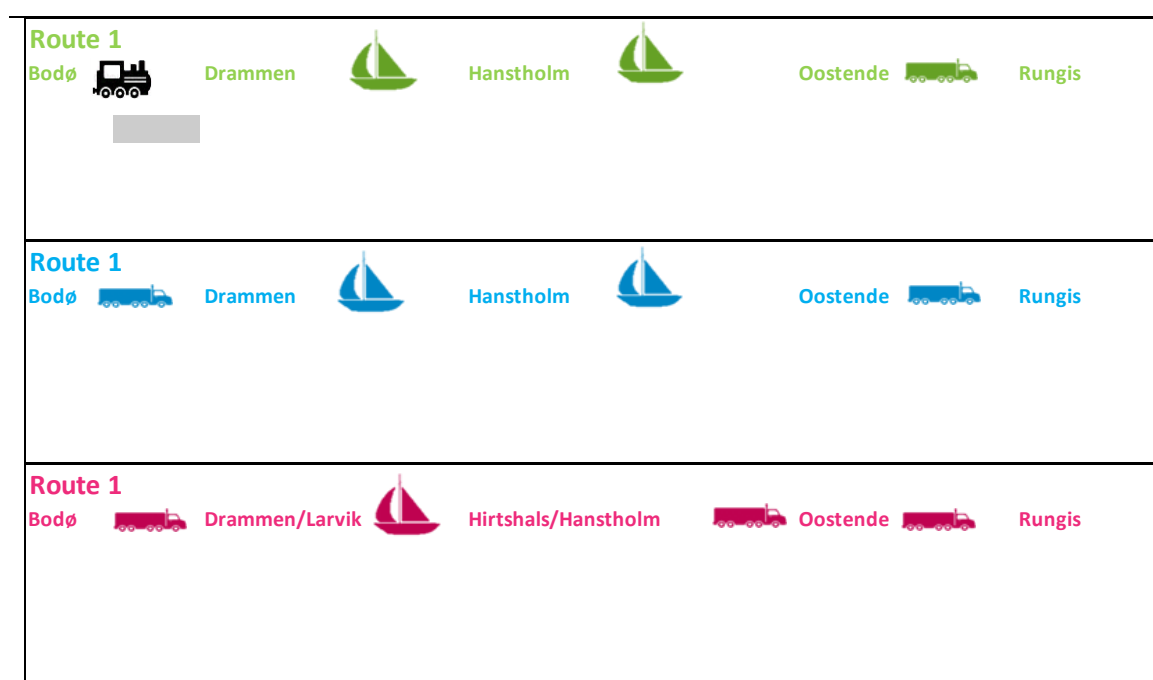 Route 1
Bodø Drammen Hanstholm Oostende Rungis
Route 1
Bodø Drammen Hanstholm Oostende Rungis
Route 1
Bodø Drammen/Larvik Hirtshals/Hanstholm Oostende Rungis